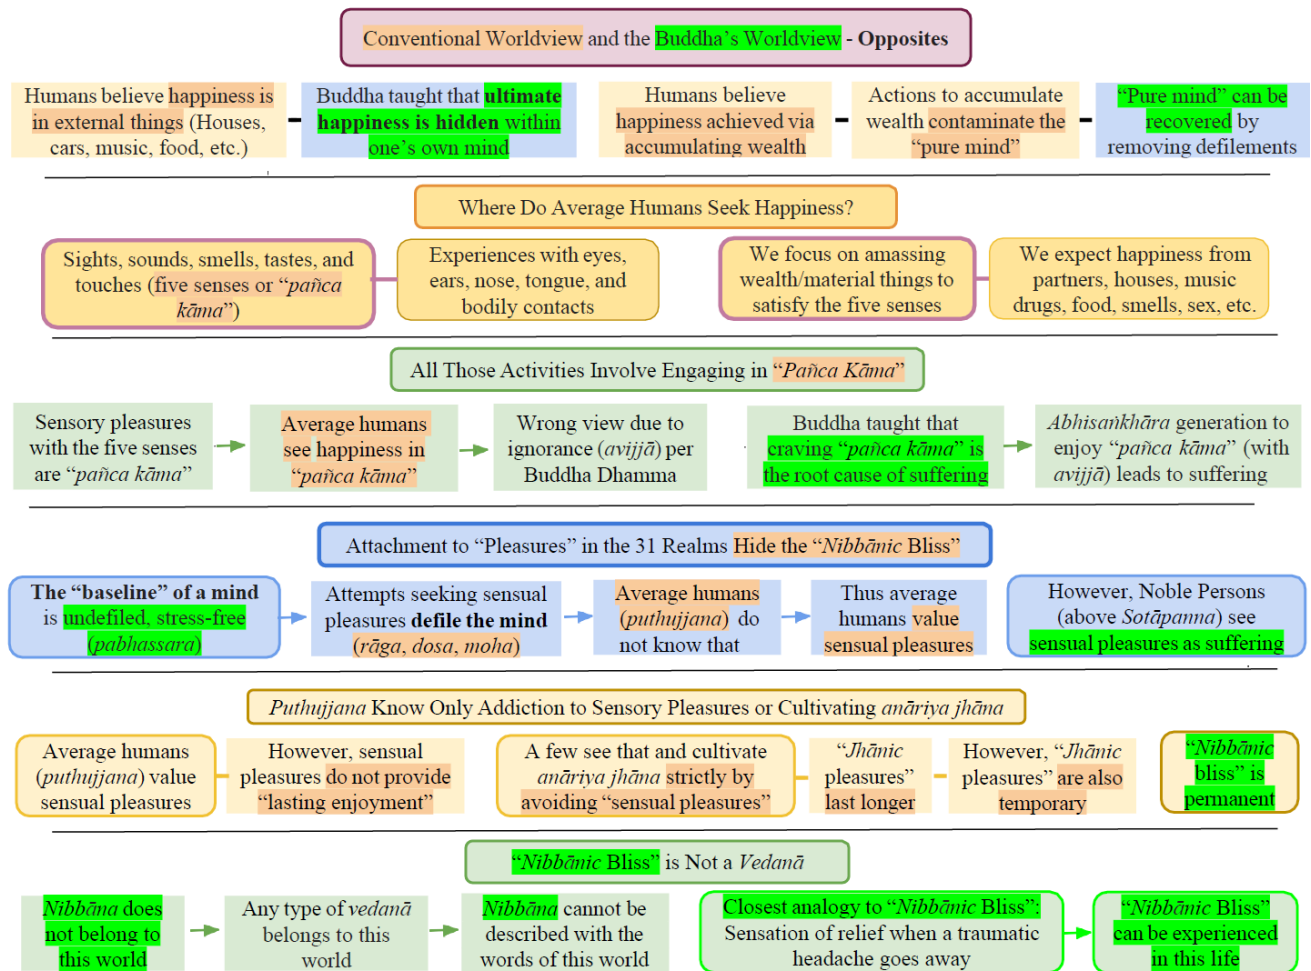 Conventional Worldview and the Buddha’s Worldview - Opposites
Humans believe happiness is
in external things (Houses,
cars, music, food, etc.)
Buddha taught that ultimate
happiness is hidden within
one’s own mind
Humans believe
happiness achieved via
accumulating wealth
Actions to accumulate
wealth contaminate the
“pure mind”
“Pure mind” can be
recovered by
removing defilements
Where Do Average Humans Seek Happiness?
Sights, sounds, smells, tastes, and
touches (five senses or “pañca
kāma”)
Experiences with eyes,
ears, nose, tongue, and
bodily contacts
We focus on amassing
wealth/material things to
satisfy the five senses
We expect happiness from
partners, houses, music
drugs, food, smells, sex, etc.
All Those Activities Involve Engaging in “Pañca Kāma”
Sensory pleasures
with the five senses
are “pañca kāma”
Average humans
see happiness in
“pañca kāma”
Wrong view due to
ignorance (avijjā) per
Buddha Dhamma
Buddha taught that
craving “pañca kāma” is
the root cause of suffering
Abhisaṅkhāra generation to
enjoy “pañca kāma” (with
avijjā) leads to suffering
Attachment to “Pleasures” in the 31 Realms Hide the “Nibbānic Bliss”
The “baseline” of a mind
is undefiled, stress-free
(pabhassara)
Attempts seeking sensual
pleasures defile the mind
(rāga, dosa, moha)
Average humans
(puthujjana) do
not know that
Thus average
humans value
sensual pleasures
However, Noble Persons
(above Sotāpanna) see
sensual pleasures as suffering
Puthujjana Know Only Addiction to Sensory Pleasures or Cultivating anāriya jhāna
Average humans
(puthujjana) value
sensual pleasures
However, sensual
pleasures do not provide
“lasting enjoyment”
A few see that and cultivate
anāriya jhāna strictly by
avoiding “sensual pleasures”
“Jhānic
pleasures”
last longer
However, “Jhānic
pleasures” are also
temporary
“Nibbānic
bliss” is
permanent
“Nibbānic Bliss” is Not a Vedanā
Nibbāna does
not belong to
this world
Any type of vedanā
belongs to this
world
Nibbāna cannot be
described with the
words of this world
Closest analogy to “Nibbānic Bliss”:
Sensation of relief when a traumatic
headache goes away
“Nibbānic Bliss”
can be experienced
in this life